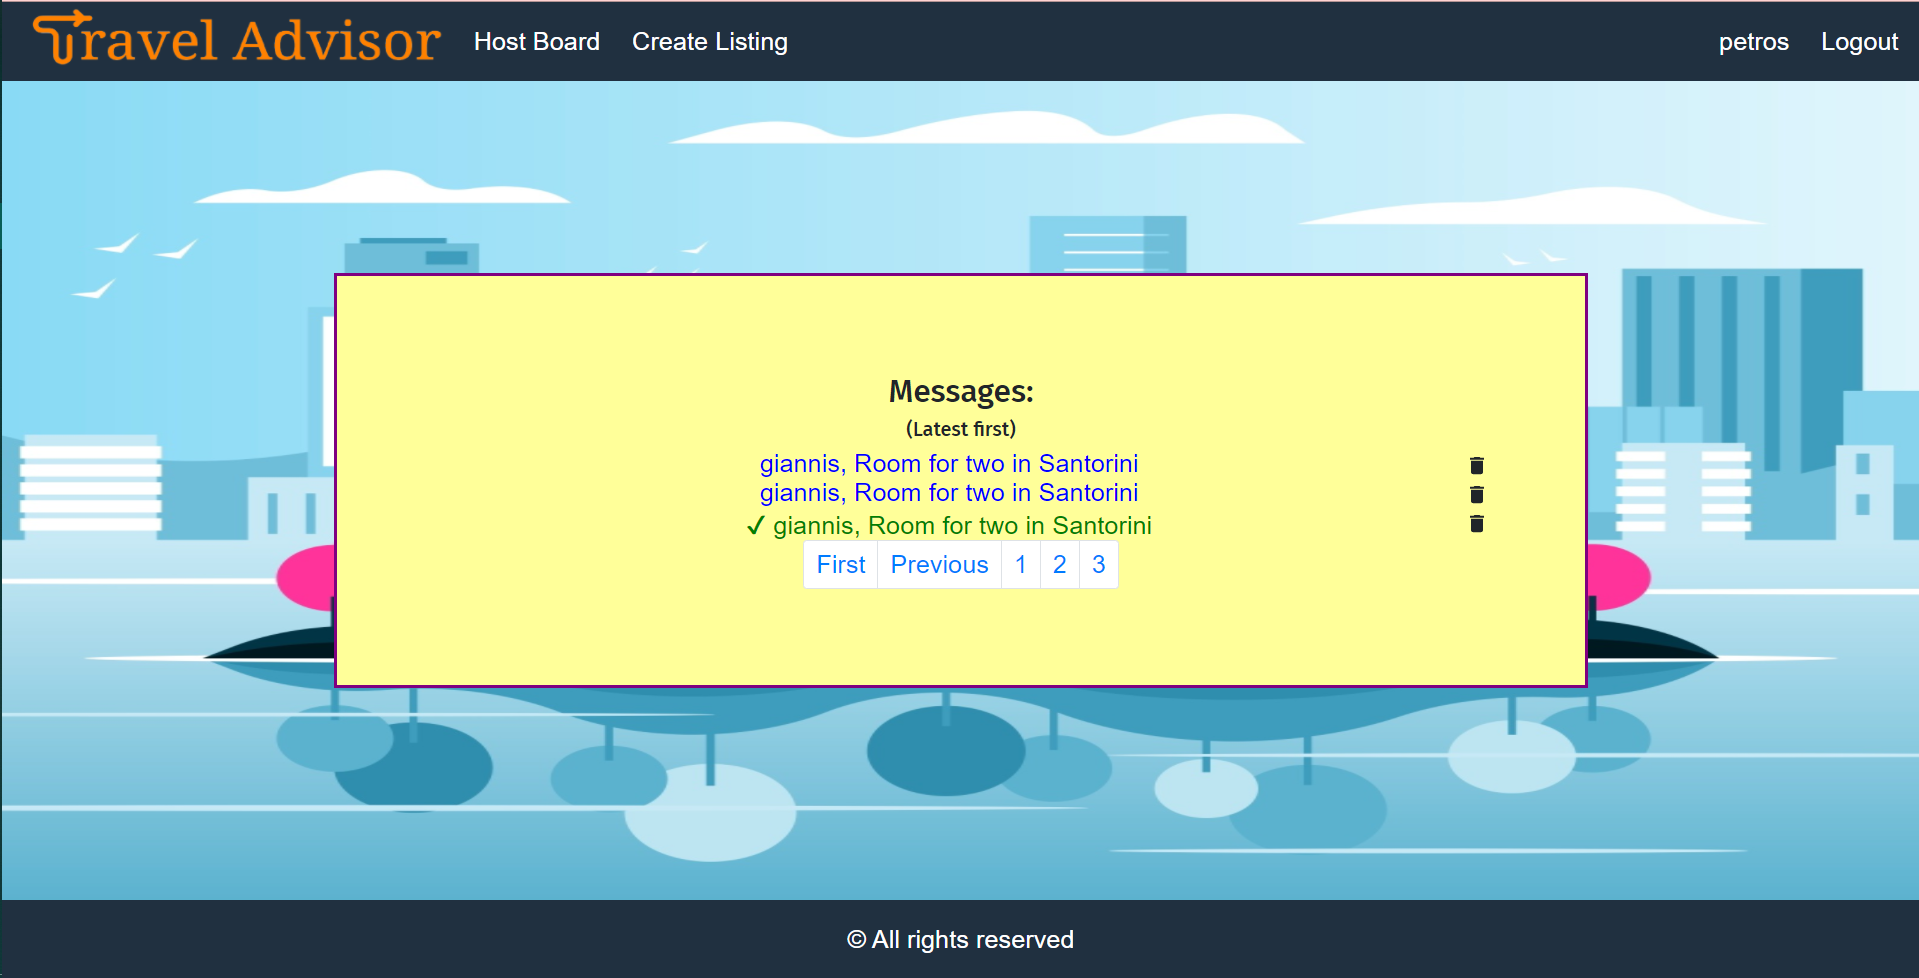 Travel Advisor Host Board Create Listing petros Logout
Messages:
(Latest first)
giannis, Room for two in Santorini
giannis, Room for two in Santorini
✓ giannis, Room for two in Santorini
First Previous 1 2 3
© All rights reserved